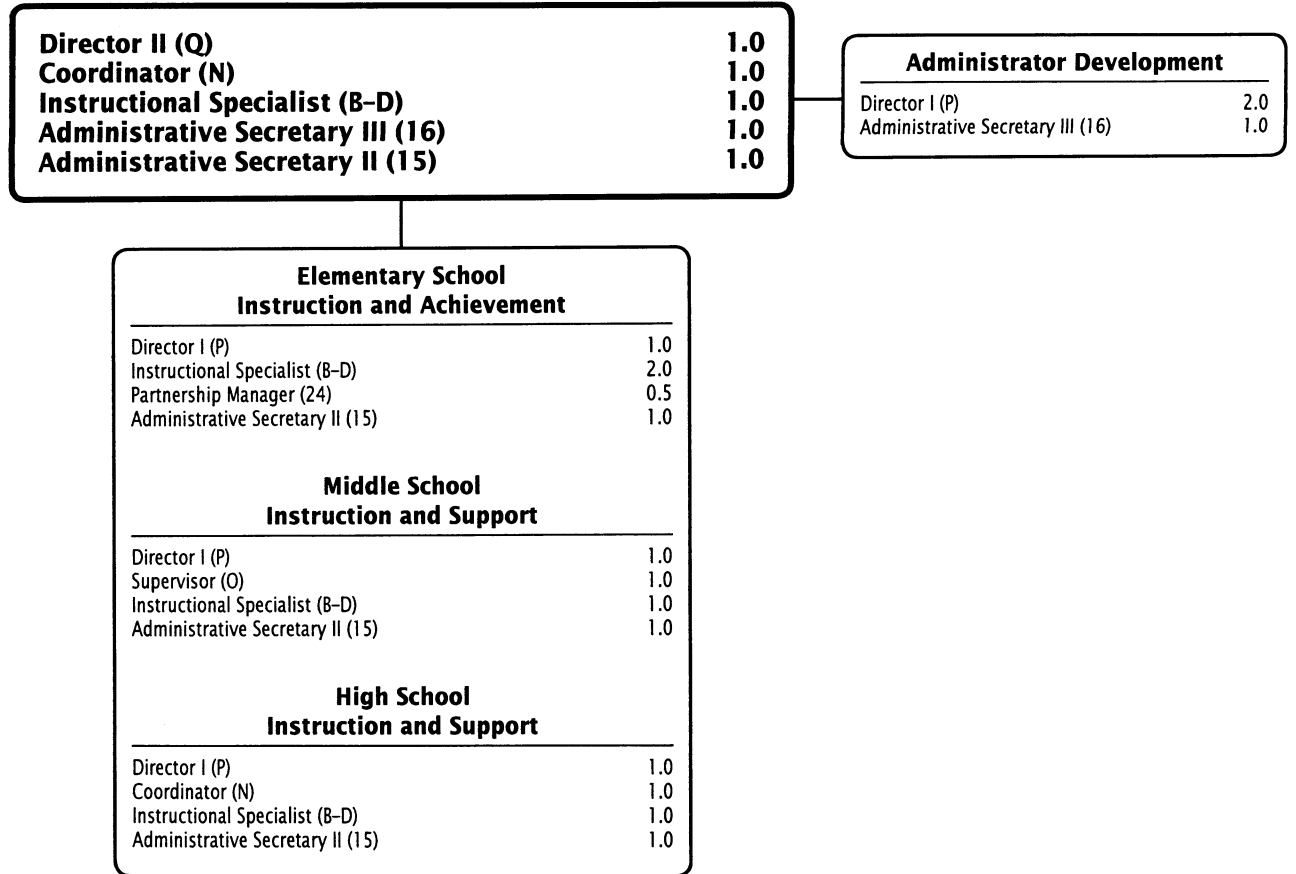 Director II (Q) 1.0
Coordinator (N) 1.0
Instructional Specialist (B–D) 1.0
Administrative Secretary III (16) 1.0
Administrative Secretary II (15) 1.0
Administrator Development
Director I (P) 2.0
Administrative Secretary III (16) 1.0
Elementary School
Instruction and Achievement
Director I (P) 1.0
Instructional Specialist (B–D) 2.0
Partnership Manager (24) 0.5
Administrative Secretary II (15) 1.0
Middle School
Instruction and Support
Director I (P) 1.0
Supervisor (O) 1.0
Instructional Specialist (B–D) 1.0
Administrative Secretary II (15) 1.0
High School
Instruction and Support
Director I (P) 1.0
Coordinator (N) 1.0
Instructional Specialist (B–D) 1.0
Administrative Secretary II (15) 1.0